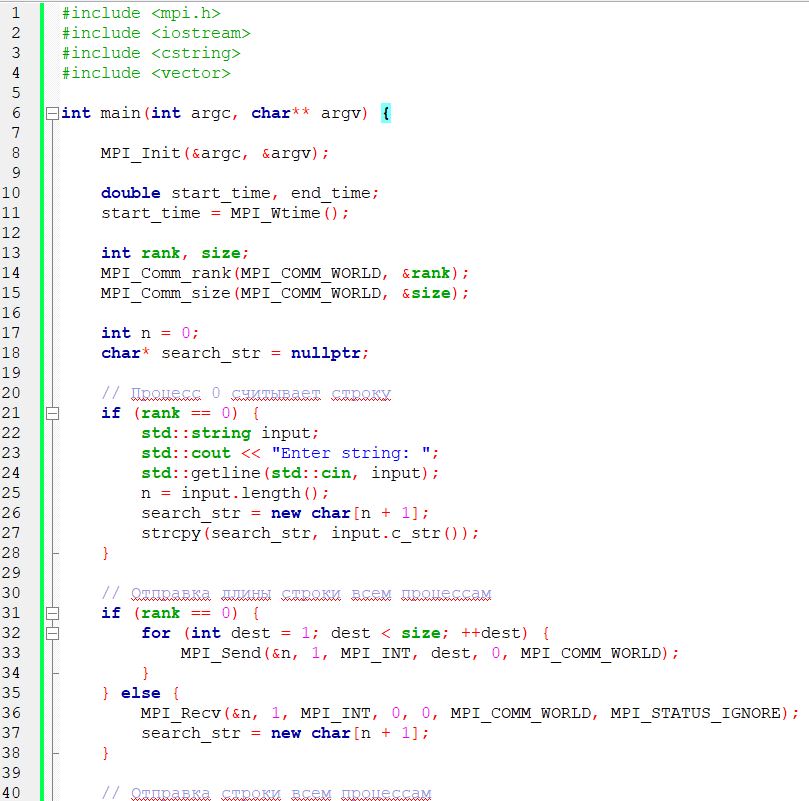 1 #include <mpi.h>
2 #include <iostream>
3 #include <cstring>
4 #include <vector>
5
6 int main(int argc, char** argv) {
7
8 MPI_Init(&argc, &argv);
9
10 double start_time, end_time;
11 start_time = MPI_Wtime();
12
13 int rank, size;
14 MPI_Comm_rank(MPI_COMM_WORLD, &rank);
15 MPI_Comm_size(MPI_COMM_WORLD, &size);
16
17 int n = 0;
18 char* search_str = nullptr;
19
20 // Процесс 0 считывает строку
21 if (rank == 0) {
22 std::string input;
23 std::cout << "Enter string: ";
24 std::getline(std::cin, input);
25 n = input.length();
26 search_str = new char[n + 1];
27 strcpy(search_str, input.c_str());
28 }
29
30 // Отправка длины строки всем процессам
31 if (rank == 0) {
32 for (int dest = 1; dest < size; ++dest) {
33 MPI_Send(&n, 1, MPI_INT, dest, 0, MPI_COMM_WORLD);
34 }
35 } else {
36 MPI_Recv(&n, 1, MPI_INT, 0, 0, MPI_COMM_WORLD, MPI_STATUS_IGNORE);
37 search_str = new char[n + 1];
38 }
39
40 // Отправка строки всем процессам